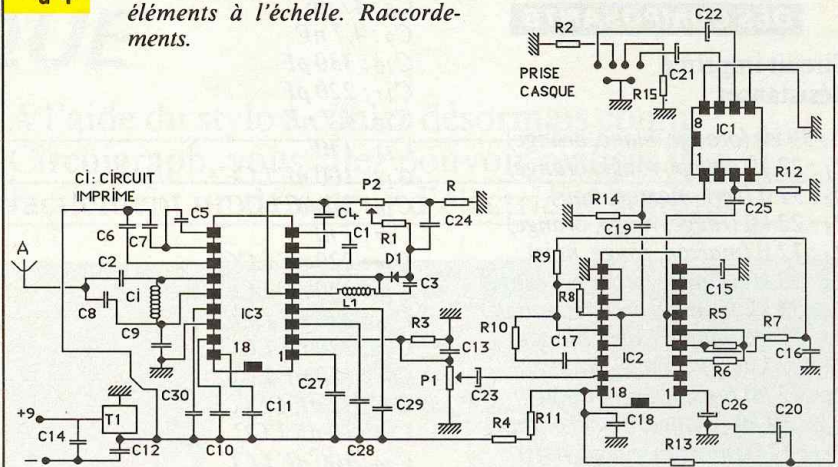 éléments à l'échelle. Raccorde-
ments.
C22
R2
C21
PRISE
CASQUE
R15
IC1
8
1
R12
C25
Ci: CIRCUIT
IMPRIME
P2
R
C5
C4
C24
R14
C6
C7
C1
R1
C19
A
D1
R9
C2
C3
C15
Ci
L1
R8
C8
IC3
R5
R7
C9
R3
R10
C13
C17
IC2
R6
C16
18
1
P1
C30
C27
C23
18
1
C11
C29
C26
+9
T1
R11
C18
C20
C14
R4
C12
C10
C28
R13
-